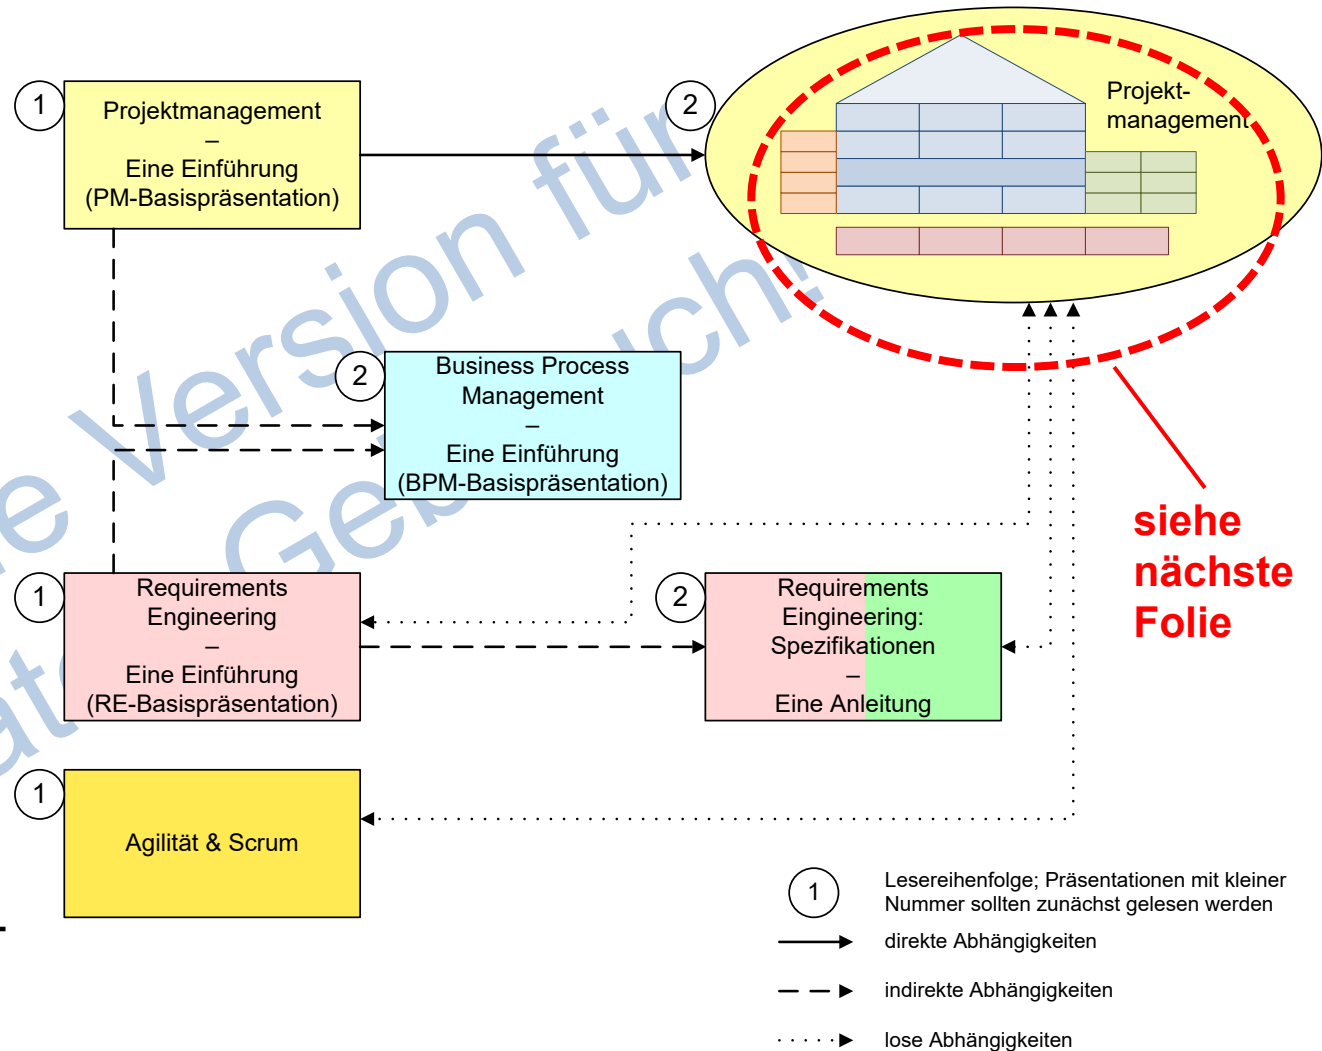 1
Projektmanagement
–
Eine Einführung
(PM-Basispräsentation)
2
Projekt-
management
2
Business Process
Management
–
Eine Einführung
(BPM-Basispräsentation)
siehe
nächste
Folie
1
Requirements
Engineering
–
Eine Einführung
(RE-Basispräsentation)
2
Requirements
Eingineering:
Spezifikationen
–
Eine Anleitung
1
Agilität & Scrum
1
Lesereihenfolge; Präsentationen mit kleiner
Nummer sollten zunächst gelesen werden
direkte Abhängigkeiten
indirekte Abhängigkeiten
lose Abhängigkeiten
Version für